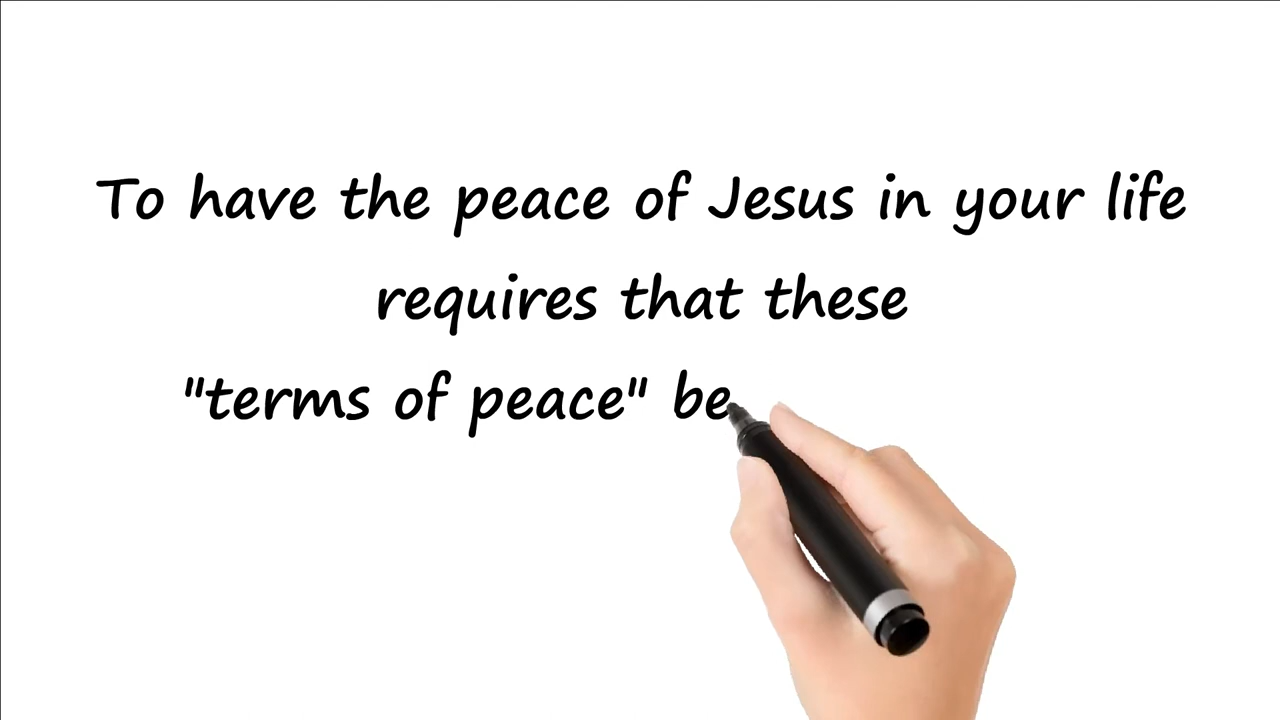 To have the peace of Jesus in your life
requires that these
"terms of peace" be